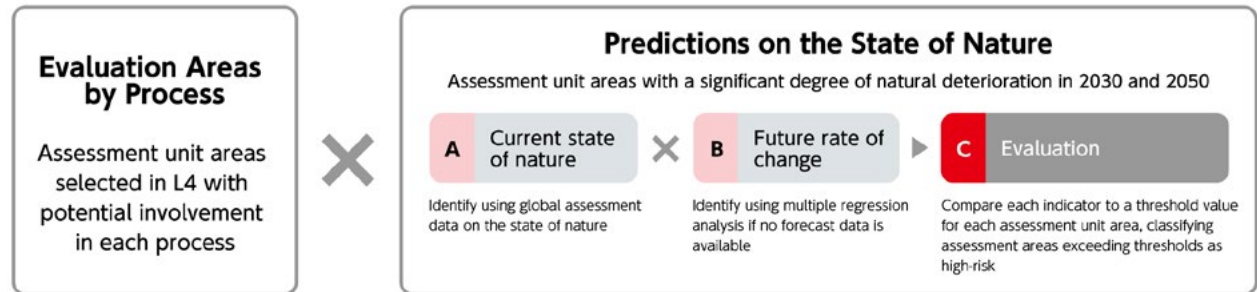 Evaluation Areas
by Process
Assessment unit areas
selected in L4 with
potential involvement
in each process
Predictions on the State of Nature
Assessment unit areas with a significant degree of natural deterioration in 2030 and 2050
A
Current state
of nature
Identify using global assessment
data on the state of nature
B
Future rate of
change
Identify using multiple regression
analysis if no forecast data is
available
C
Evaluation
Compare each indicator to a threshold value
for each assessment unit area, classifying
assessment areas exceeding thresholds as
high-risk